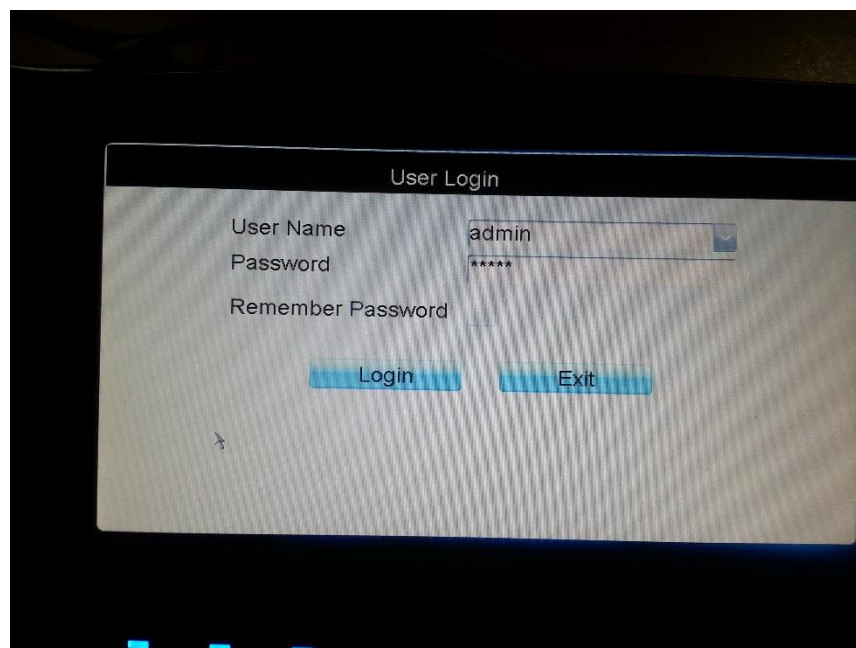 User Login
User Name admin
Password *****
Remember Password
Login Exit